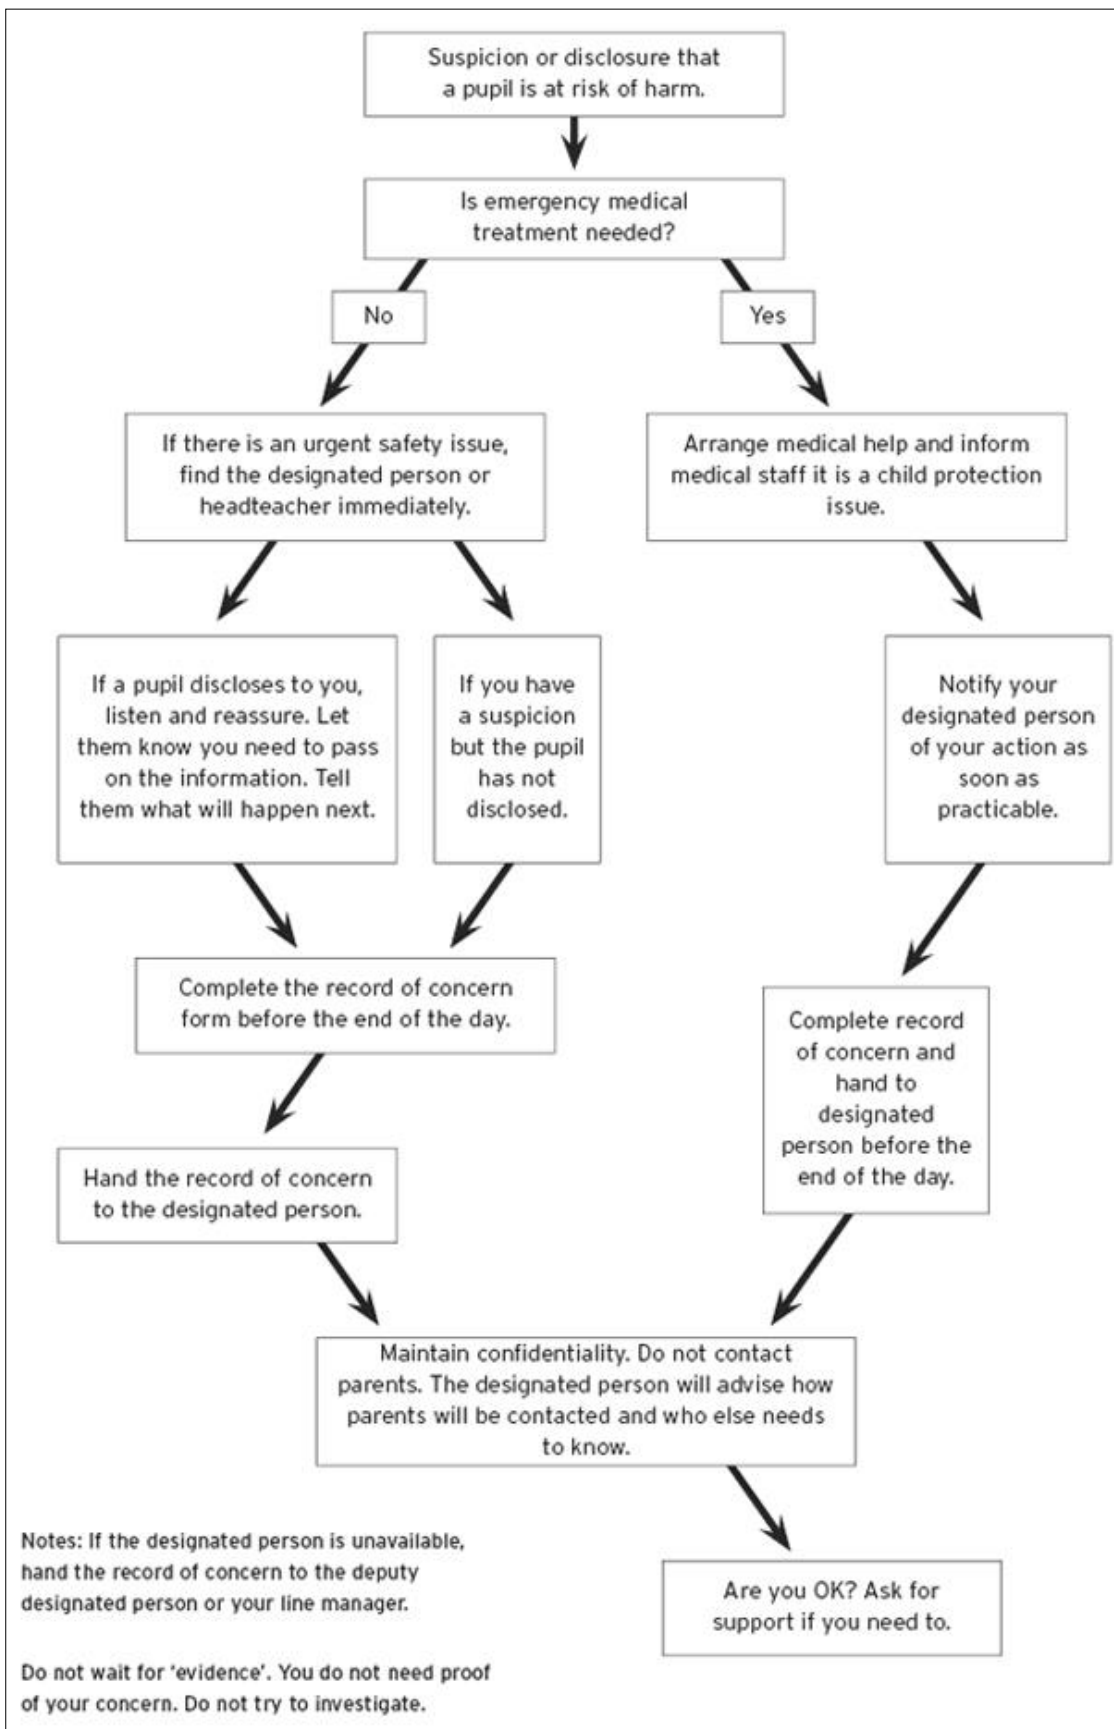 Suspicion or disclosure that
a pupil is at risk of harm.
Is emergency medical
treatment needed?
No
Yes
If there is an urgent safety issue,
find the designated person or
headteacher immediately.
Arrange medical help and inform
medical staff it is a child protection
issue.
If a pupil discloses to you,
listen and reassure. Let
them know you need to pass
on the information. Tell
them what will happen next.
If you have
a suspicion
but the pupil
has not
disclosed.
Notify your
designated person
of your action as
soon as
practicable.
Complete the record of concern
form before the end of the day.
Complete record
of concern and
hand to
designated
person before the
end of the day.
Hand the record of concern
to the designated person.
Maintain confidentiality. Do not contact
parents. The designated person will advise how
parents will be contacted and who else needs
to know.
Notes: If the designated person is unavailable,
hand the record of concern to the deputy
designated person or your line manager.
Do not wait for ‘evidence’. You do not need proof
of your concern. Do not try to investigate.
Are you OK? Ask for
support if you need to.